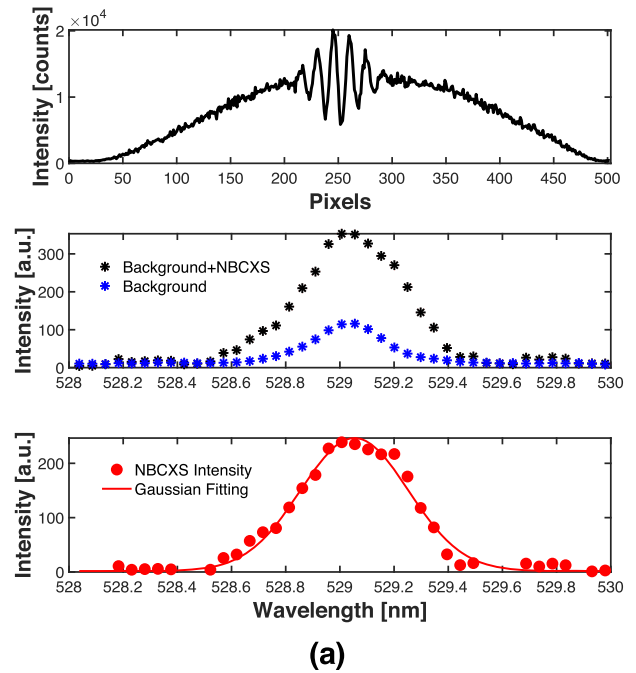 ×10^4
Intensity [counts]
2
1
0
0 50 100 150 200 250 300 350 400 450 500
Pixels
Intensity [a.u.]
300
200
100
0
Background+NBCXS
Background
528 528.2 528.4 528.6 528.8 529 529.2 529.4 529.6 529.8 530
Intensity [a.u.]
200
100
0
NBCXS Intensity
Gaussian Fitting
528 528.2 528.4 528.6 528.8 529 529.2 529.4 529.6 529.8 530
Wavelength [nm]
(a)